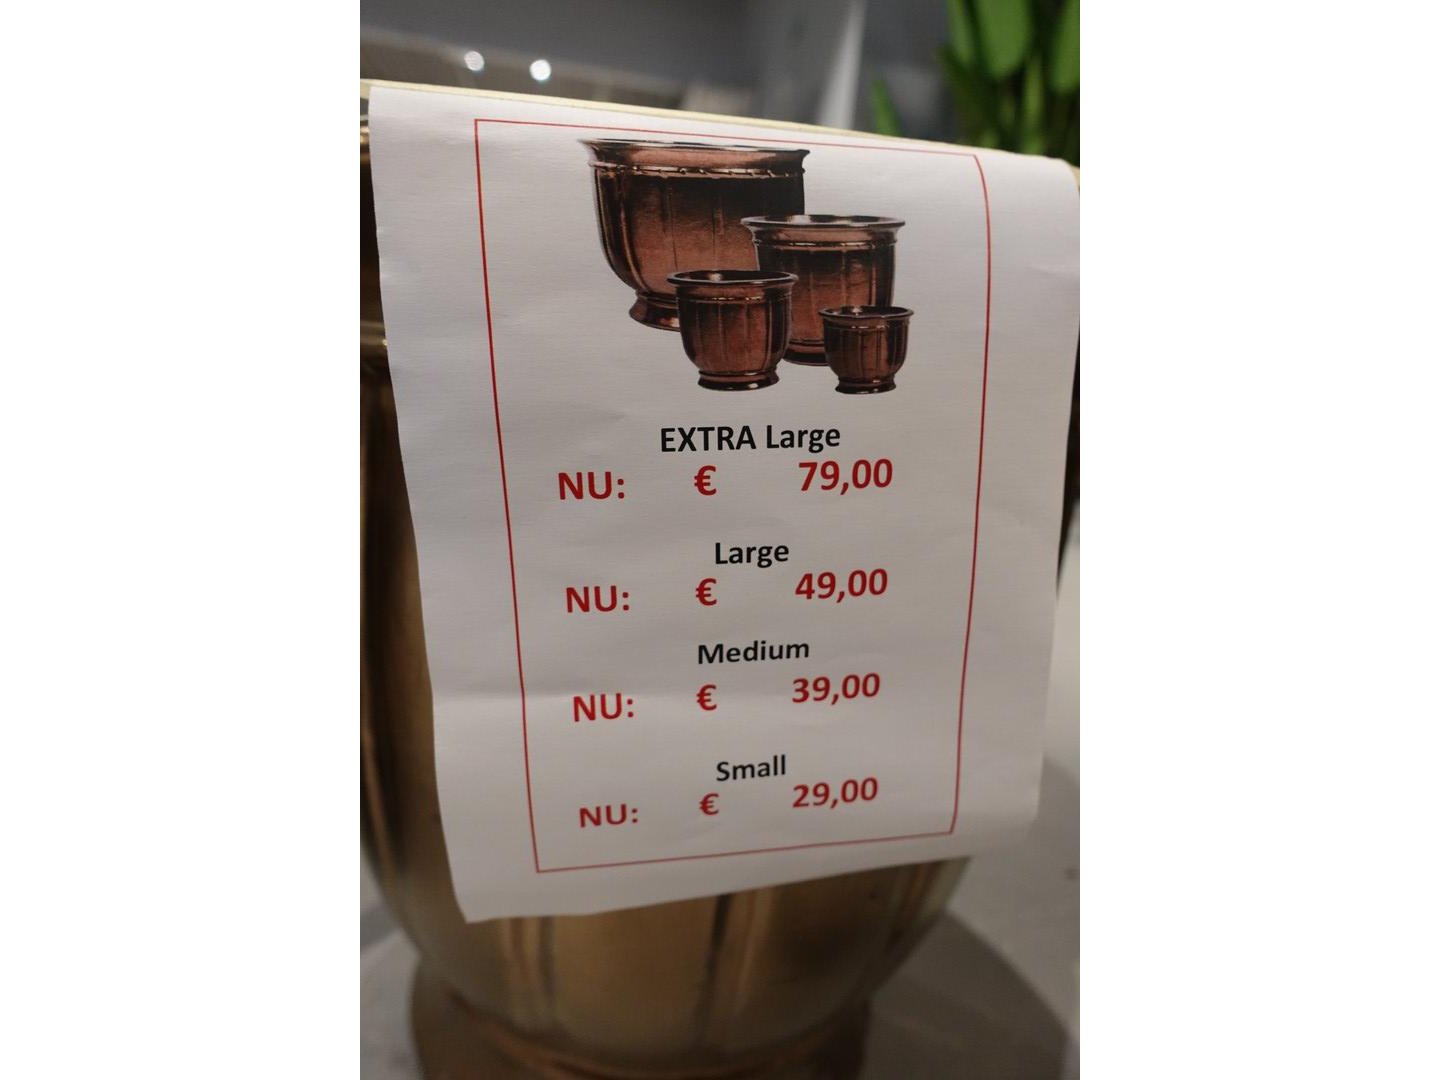 EXTRA Large
NU: € 79,00
Large
NU: € 49,00
Medium
NU: € 39,00
Small
NU: € 29,00